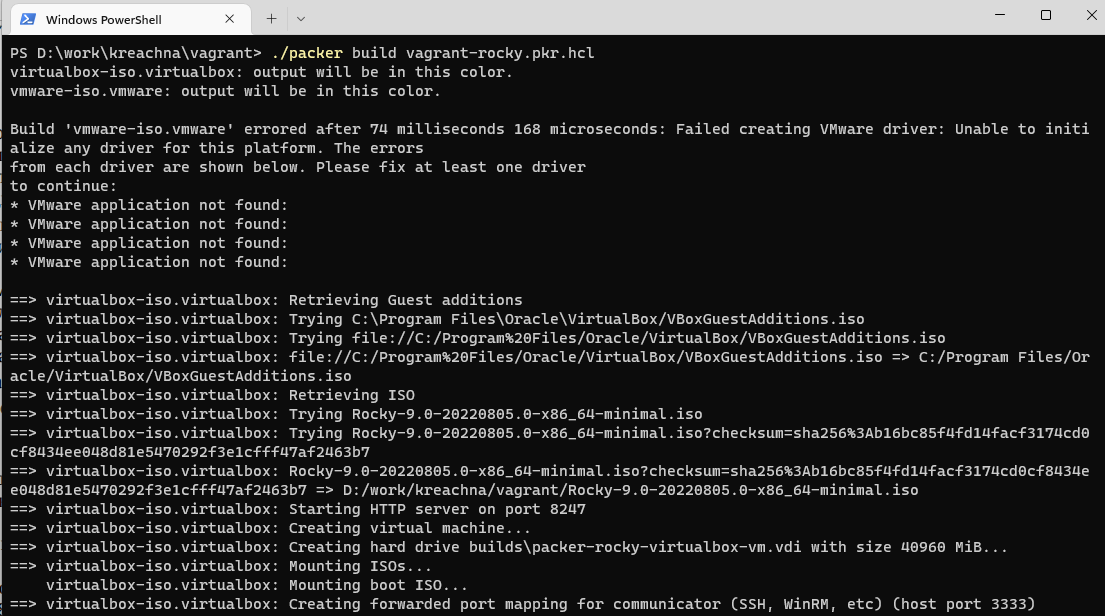 Windows PowerShell
PS D:\work\kreachna\vagrant> ./packer build vagrant-rocky.pkr.hcl
virtualbox-iso.virtualbox: output will be in this color.
vmware-iso.vmware: output will be in this color.
Build 'vmware-iso.vmware' errored after 74 milliseconds 168 microseconds: Failed creating VMware driver: Unable to initi
alize any driver for this platform. The errors
from each driver are shown below. Please fix at least one driver
to continue:
* VMware application not found:
* VMware application not found:
* VMware application not found:
* VMware application not found:
==> virtualbox-iso.virtualbox: Retrieving Guest additions
==> virtualbox-iso.virtualbox: Trying C:\Program Files\Oracle\VirtualBox/VBoxGuestAdditions.iso
==> virtualbox-iso.virtualbox: Trying file://C:/Program%20Files/Oracle/VirtualBox/VBoxGuestAdditions.iso
==> virtualbox-iso.virtualbox: file://C:/Program%20Files/Oracle/VirtualBox/VBoxGuestAdditions.iso => C:/Program Files/Or
acle/VirtualBox/VBoxGuestAdditions.iso
==> virtualbox-iso.virtualbox: Retrieving ISO
==> virtualbox-iso.virtualbox: Trying Rocky-9.0-20220805.0-x86_64-minimal.iso
==> virtualbox-iso.virtualbox: Trying Rocky-9.0-20220805.0-x86_64-minimal.iso?checksum=sha256%3Ab16bc85f4fd14facf3174cd0
cf8434ee048d81e5470292f3e1cfff47af2463b7
==> virtualbox-iso.virtualbox: Rocky-9.0-20220805.0-x86_64-minimal.iso?checksum=sha256%3Ab16bc85f4fd14facf3174cd0cf8434e
e048d81e5470292f3e1cfff47af2463b7 => D:/work/kreachna/vagrant/Rocky-9.0-20220805.0-x86_64-minimal.iso
==> virtualbox-iso.virtualbox: Starting HTTP server on port 8247
==> virtualbox-iso.virtualbox: Creating virtual machine...
==> virtualbox-iso.virtualbox: Creating hard drive builds\packer-rocky-virtualbox-vm.vdi with size 40960 MiB...
==> virtualbox-iso.virtualbox: Mounting ISOs...
    virtualbox-iso.virtualbox: Mounting boot ISO...
==> virtualbox-iso.virtualbox: Creating forwarded port mapping for communicator (SSH, WinRM, etc) (host port 3333)